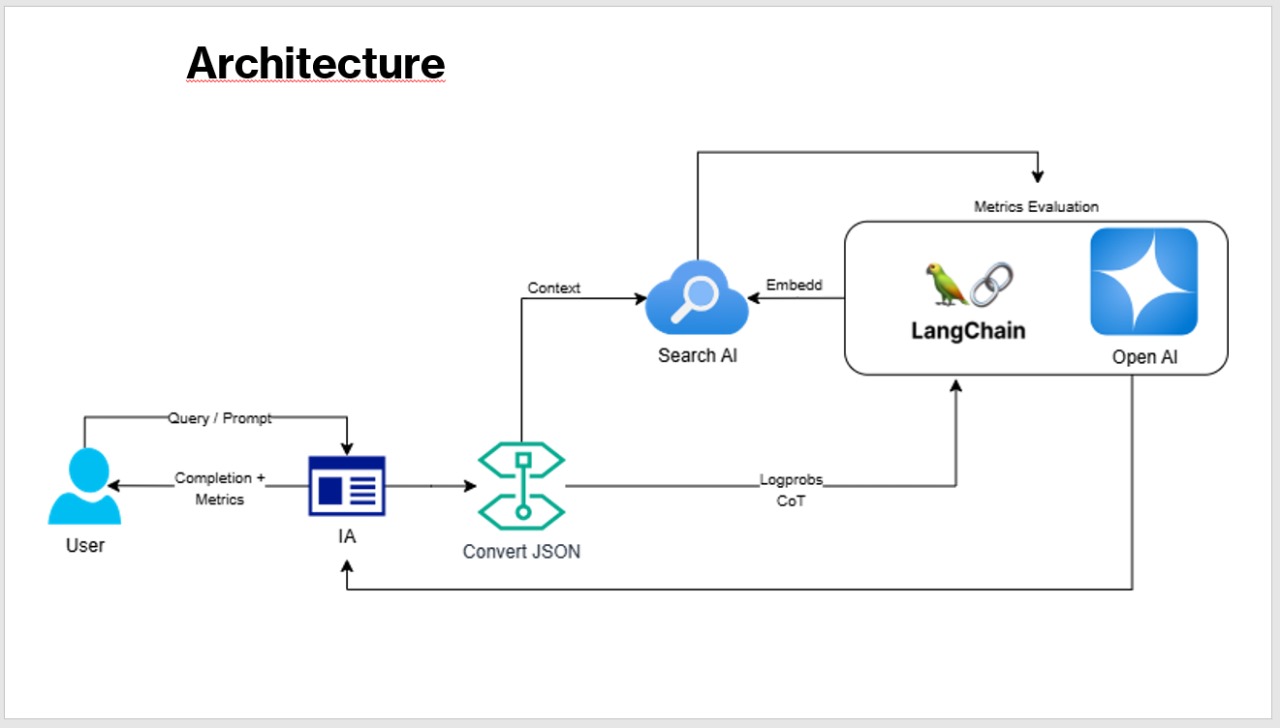 Architecture
Metrics Evaluation
Context
Embedd
LangChain
Search AI
Open AI
Query / Prompt
Completion +
Metrics
Logprobs
CoT
IA
User
Convert JSON